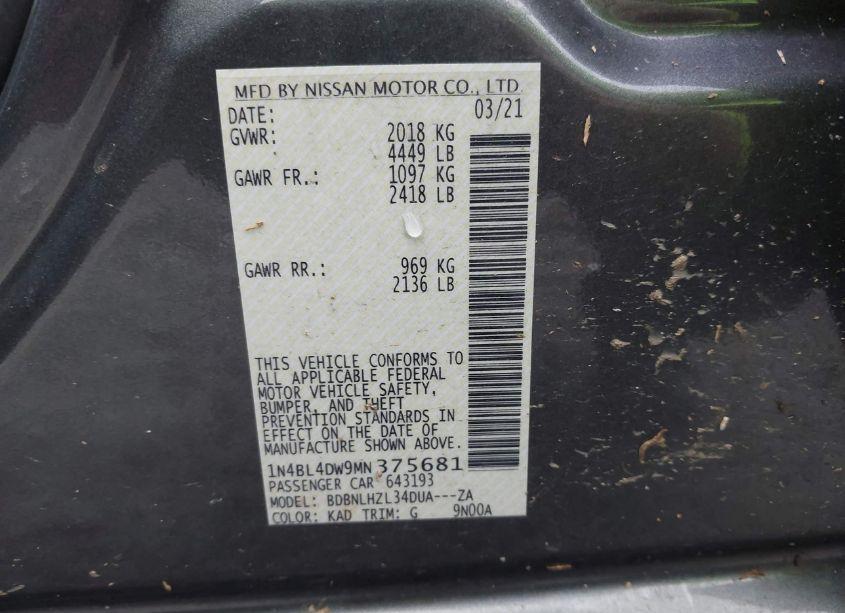 MFD BY NISSAN MOTOR CO., LTD.
DATE: 03/21
GVWR: 2018 KG
4449 LB
GAWR FR.: 1097 KG
2418 LB
GAWR RR.: 969 KG
2136 LB
THIS VEHICLE CONFORMS TO
ALL APPLICABLE FEDERAL
MOTOR VEHICLE SAFETY,
BUMPER, AND THEFT
PREVENTION STANDARDS IN
EFFECT ON THE DATE OF
MANUFACTURE SHOWN ABOVE.
1N4BL4DW9MN375681
PASSENGER CAR 643193
MODEL: BDBNLHZL34DUA---ZA
COLOR: KAD TRIM: G 9N00A